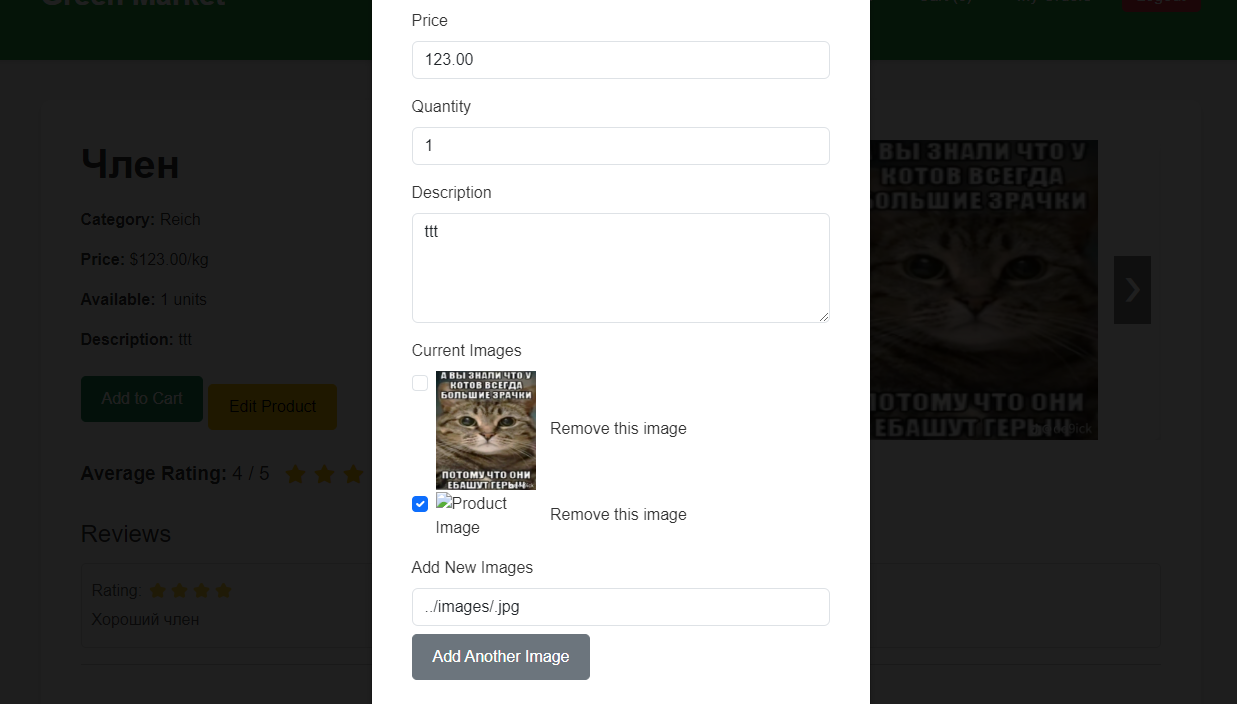 Green Market
Price
123.00
Quantity
1
Description
ttt
Current Images
А ВЫ ЗНАЛИ ЧТО У
КОТОВ ВСЕГДА
БОЛЬШИЕ ЗРАЧКИ
ПОТОМУ ЧТО ОНИ
ЕБАШУТ ГЕРЫЧ
Remove this image
Product
Image
Remove this image
Add New Images
../images/.jpg
Add Another Image
Член
Category: Reich
Price: $123.00/kg
Available: 1 units
Description: ttt
Add to Cart
Edit Product
Average Rating: 4 / 5
Reviews
Rating:
Хороший член
ВЫ ЗНАЛИ ЧТО У
КОТОВ ВСЕГДА
ОЛЬШИЕ ЗРАЧКИ
ПОТОМУ ЧТО ОНИ
ЕБАШУТ ГЕРЫЧ